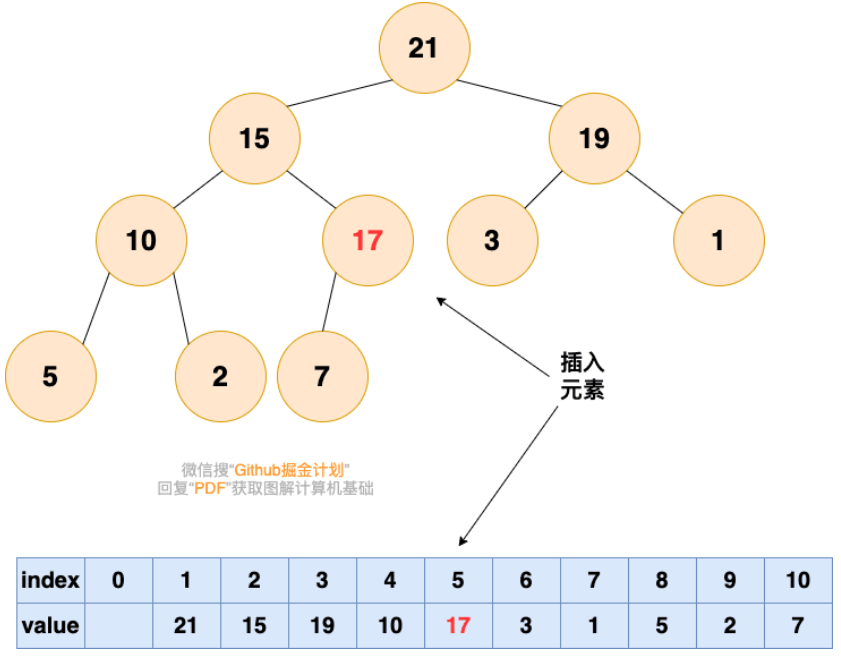 21
15 19
10 17 3 1
5 2 7
插入
元素
微信搜“Github掘金计划”
回复“PDF”获取图解计算机基础
index 0 1 2 3 4 5 6 7 8 9 10
value 21 15 19 10 17 3 1 5 2 7